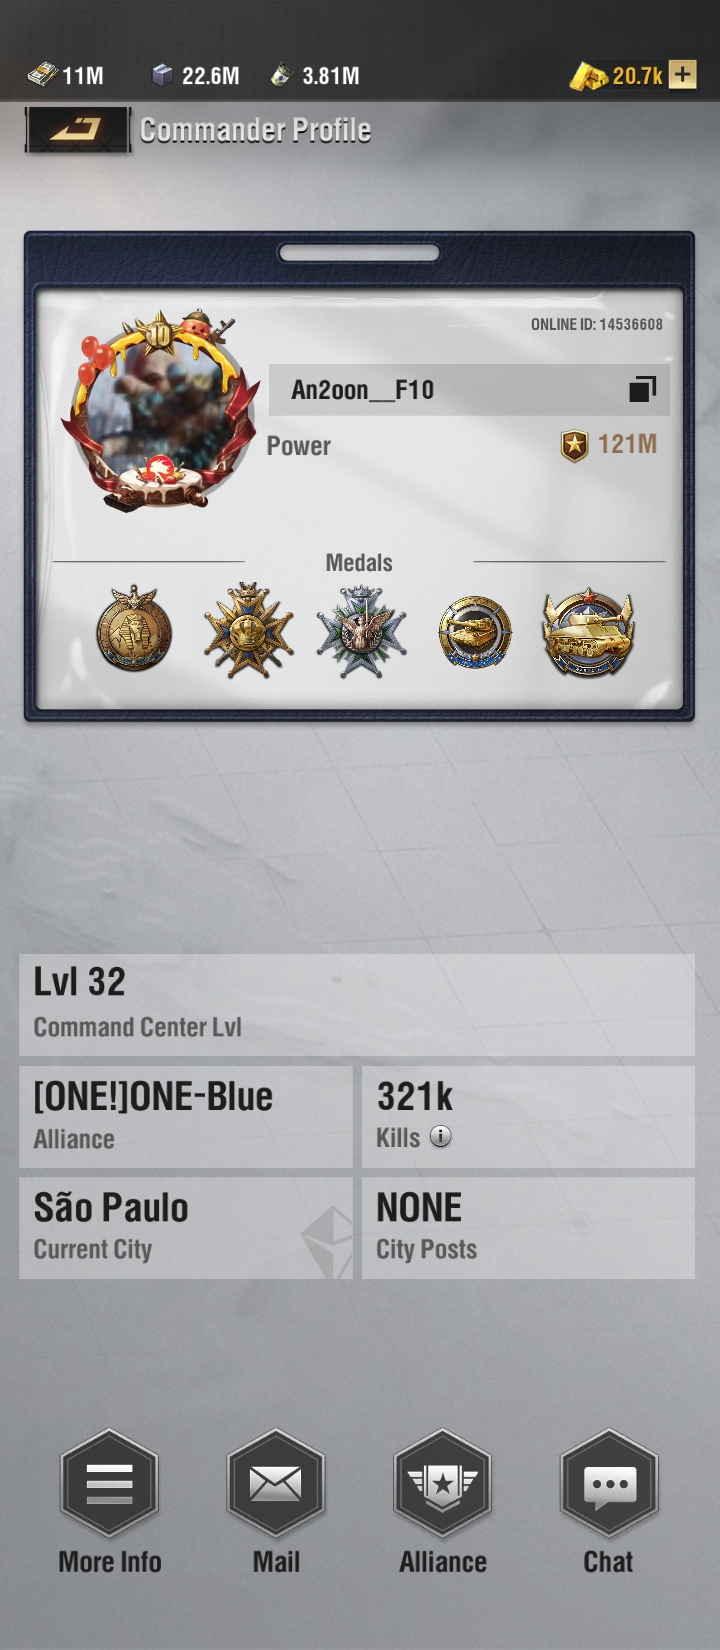 11M 22.6M 3.81M 20.7k +
Commander Profile
10
ONLINE ID: 14536608
An2oon__F10
Power 121M
Medals
Lvl 32
Command Center Lvl
[ONE!]ONE-Blue
Alliance
321k
Kills i
São Paulo
Current City
NONE
City Posts
More Info Mail Alliance Chat